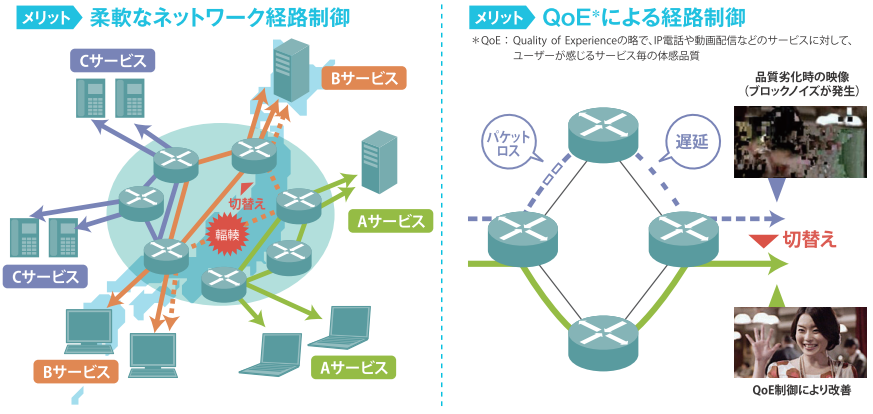 メリット 柔軟なネットワーク経路制御
Cサービス
Bサービス
切替え
Aサービス
輻輳
Cサービス
Bサービス
Aサービス
メリット QoE*による経路制御
*QoE: Quality of Experienceの略で、IP電話や動画配信などのサービスに対して、
ユーザーが感じるサービス毎の体感品質
品質劣化時の映像
(ブロックノイズが発生)
パケット
ロス
遅延
切替え
QoE制御により改善